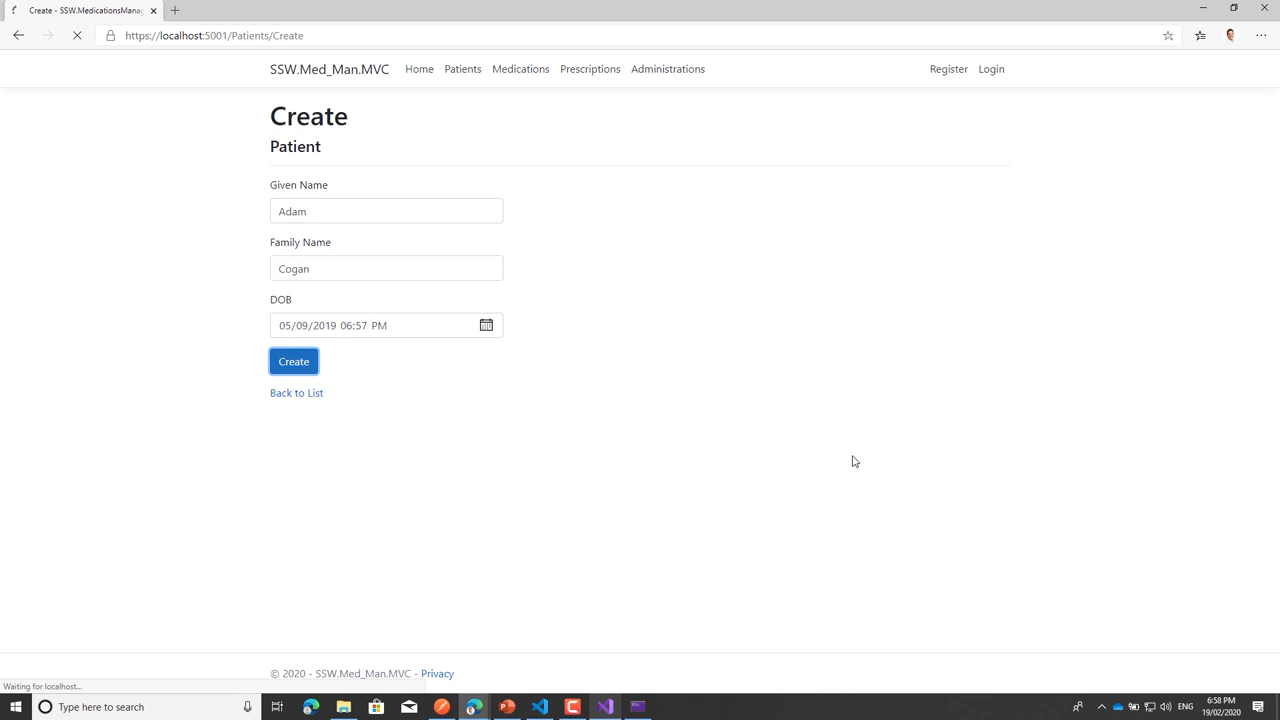 Create - SSW.MedicationsManag
https://localhost:5001/Patients/Create
SSW.Med_Man.MVC Home Patients Medications Prescriptions Administrations Register Login
Create
Patient
Given Name
Adam
Family Name
Cogan
DOB
05/09/2019 06:57 PM
Create
Back to List
© 2020 - SSW.Med_Man.MVC - Privacy
Waiting for localhost...
Type here to search
ENG
6:58 PM
19/02/2020